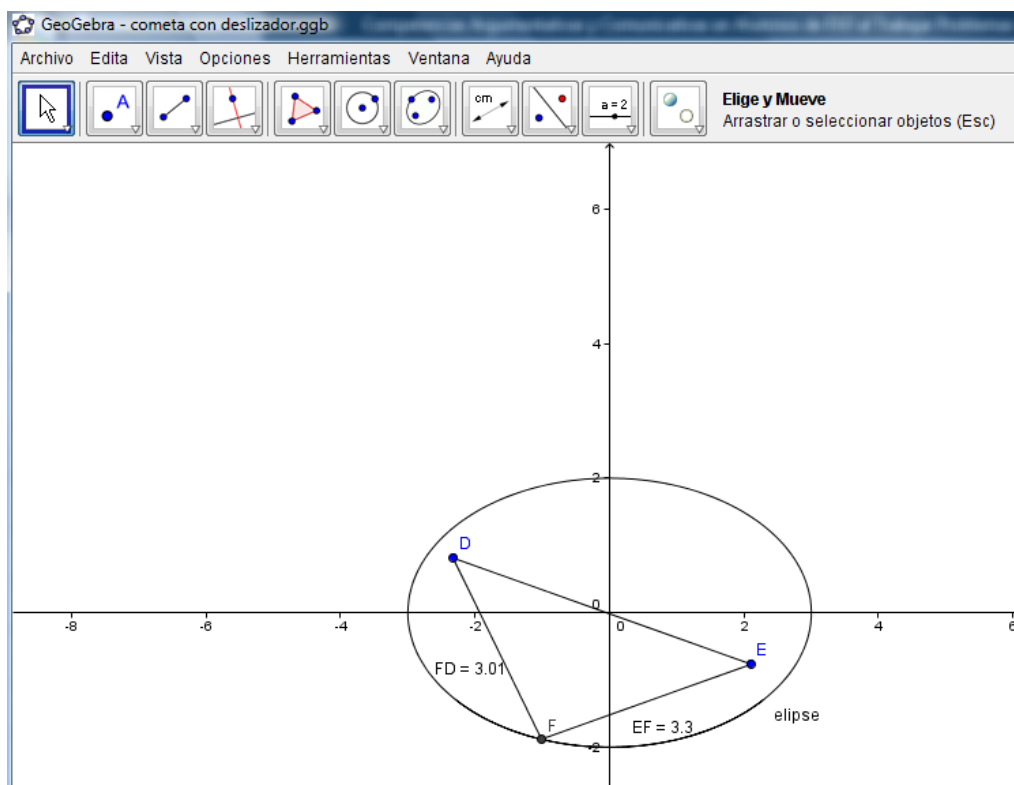 GeoGebra - cometa con deslizador.ggb
Archivo Edita Vista Opciones Herramientas Ventana Ayuda
A
cm
a = 2
Elige y Mueve
Arrastrar o seleccionar objetos (Esc)
6
4
2
D
0
-8 -6 -4 -2 0 2 4 6
E
FD = 3.01
F
EF = 3.3
elipse
-2